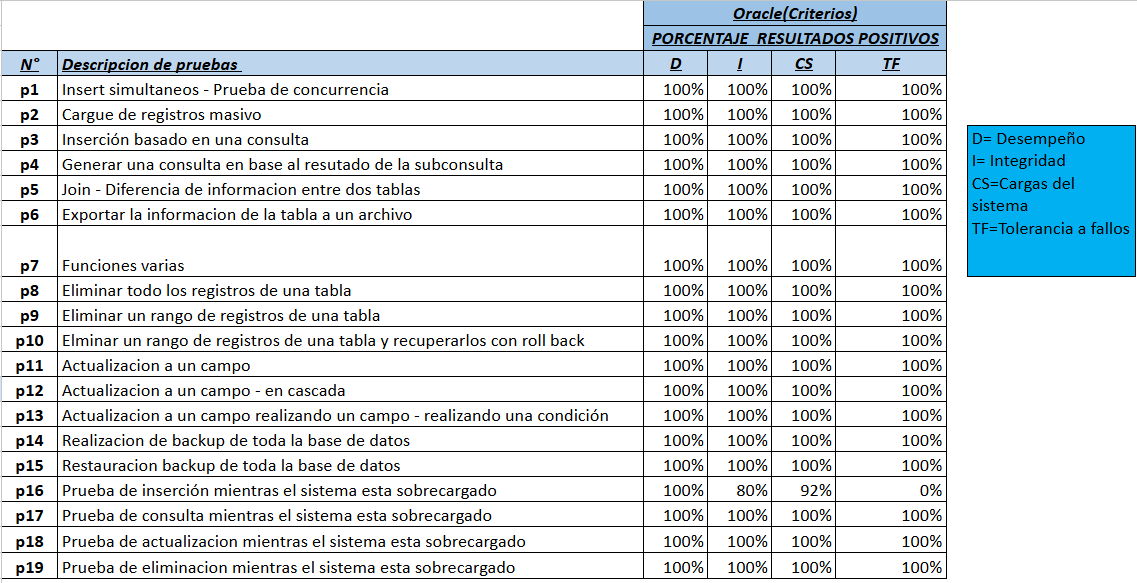 Oracle(Criterios)
PORCENTAJE RESULTADOS POSITIVOS
N° Descripcion de pruebas D I CS TF
p1 Insert simultaneos - Prueba de concurrencia 100% 100% 100% 100%
p2 Cargue de registros masivo 100% 100% 100% 100%
p3 Inserción basado en una consulta 100% 100% 100% 100%
p4 Generar una consulta en base al resutado de la subconsulta 100% 100% 100% 100%
p5 Join - Diferencia de informacion entre dos tablas 100% 100% 100% 100%
p6 Exportar la informacion de la tabla a un archivo 100% 100% 100% 100%
p7 Funciones varias 100% 100% 100% 100%
p8 Eliminar todo los registros de una tabla 100% 100% 100% 100%
p9 Eliminar un rango de registros de una tabla 100% 100% 100% 100%
p10 Elminar un rango de registros de una tabla y recuperarlos con roll back 100% 100% 100% 100%
p11 Actualizacion a un campo 100% 100% 100% 100%
p12 Actualizacion a un campo - en cascada 100% 100% 100% 100%
p13 Actualizacion a un campo realizando un campo - realizando una condición 100% 100% 100% 100%
p14 Realizacion de backup de toda la base de datos 100% 100% 100% 100%
p15 Restauracion backup de toda la base de datos 100% 100% 100% 100%
p16 Prueba de inserción mientras el sistema esta sobrecargado 100% 80% 92% 0%
p17 Prueba de consulta mientras el sistema esta sobrecargado 100% 100% 100% 100%
p18 Prueba de actualizacion mientras el sistema esta sobrecargado 100% 100% 100% 100%
p19 Prueba de eliminacion mientras el sistema esta sobrecargado 100% 100% 100% 100%
D= Desempeño
I= Integridad
CS=Cargas del
sistema
TF=Tolerancia a fallos